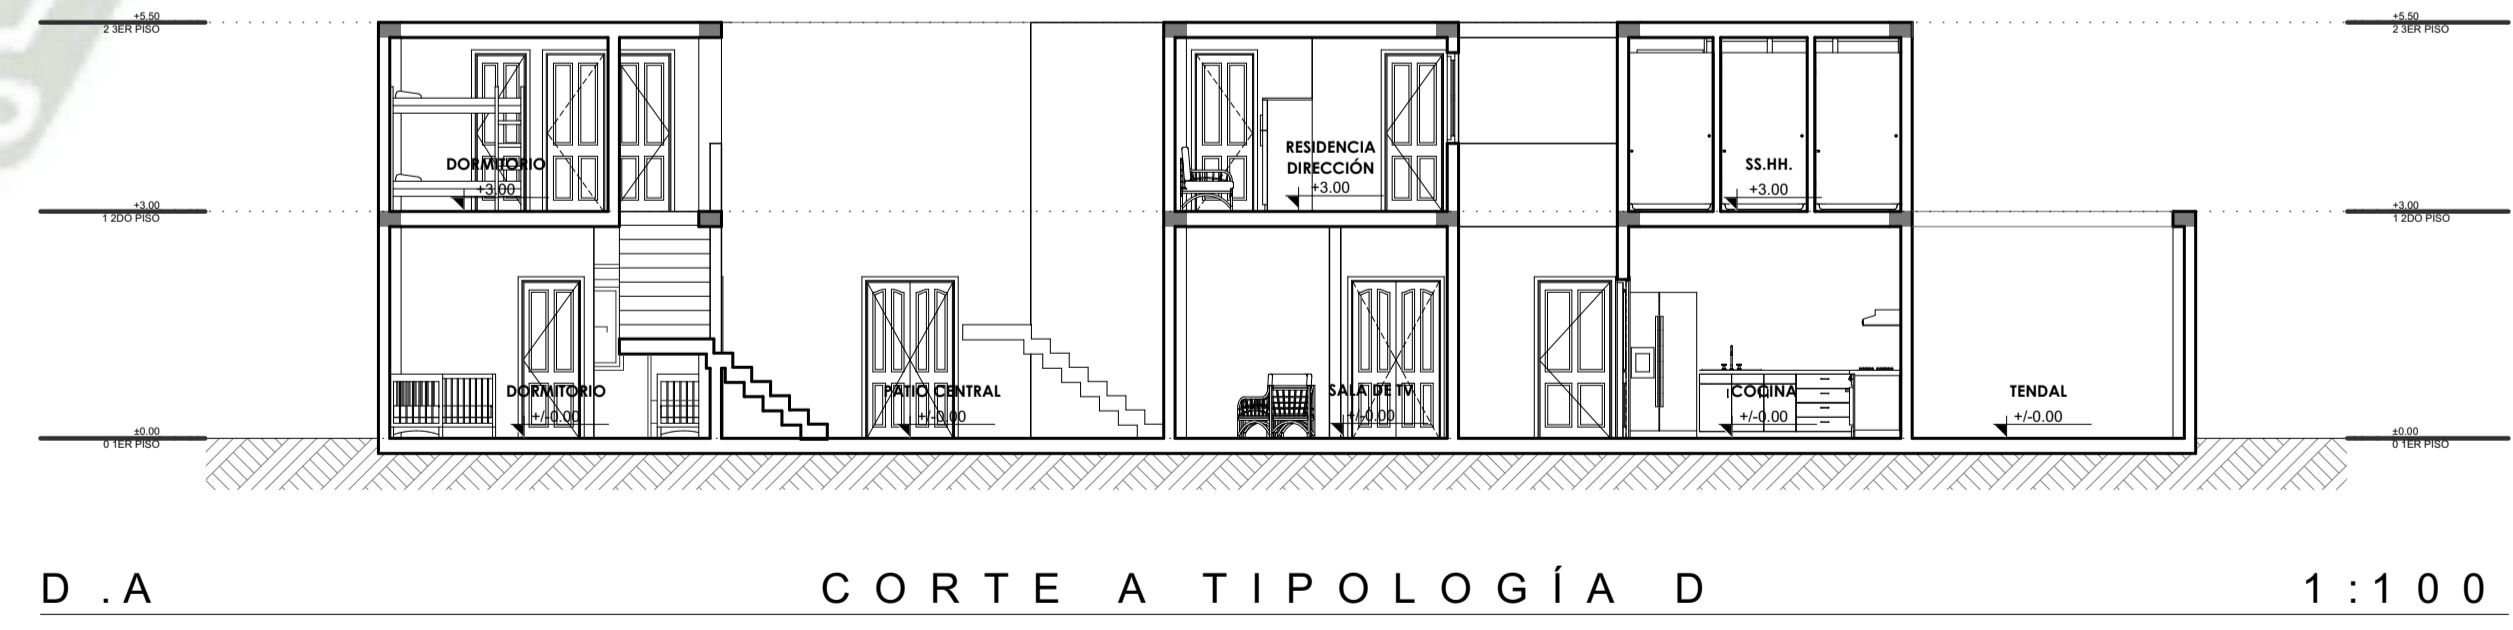 +5.50
2 3ER PISO
+5.50
2 3ER PISO
DORMITORIO
+3.00
RESIDENCIA
DIRECCIÓN
+3.00
SS.HH.
+3.00
+3.00
1 2DO PISO
+3.00
1 2DO PISO
DORMITORIO
+/-0.00
PATIO CENTRAL
+/-0.00
SALA DE TV
+/-0.00
COCINA
+/-0.00
TENDAL
+/-0.00
±0.00
0 1ER PISO
±0.00
0 1ER PISO
D .A CORTE A TIPOLOGÍA D 1:100